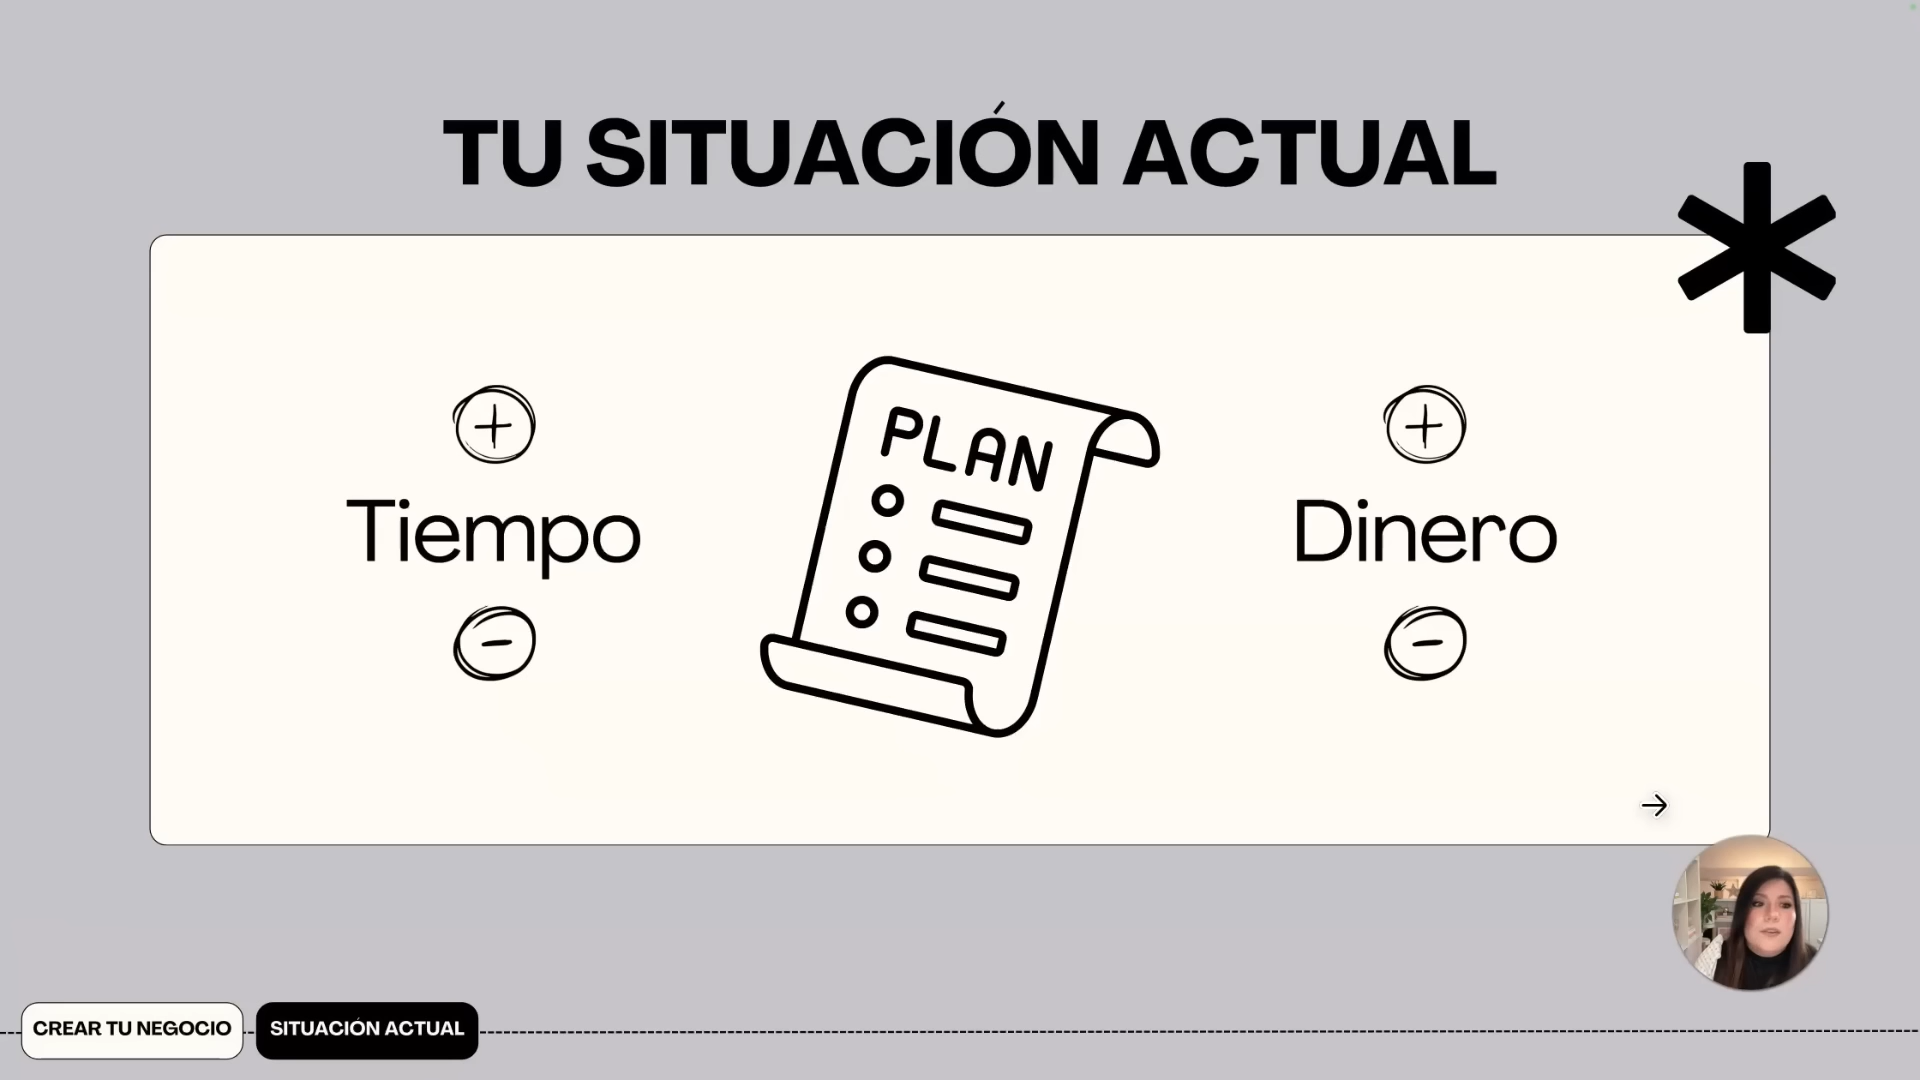 TU SITUACIÓN ACTUAL
+
+
PLAN
Tiempo
Dinero
-
-
CREAR TU NEGOCIO
SITUACIÓN ACTUAL